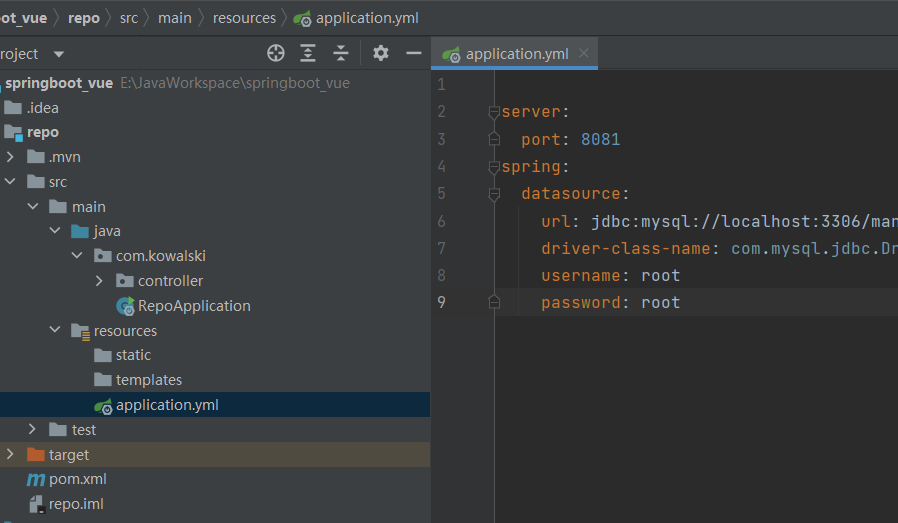 ot_vue repo src main resources application.yml
roject
application.yml
springboot_vue E:\JavaWorkspace\springboot_vue
.idea
repo
.mvn
src
main
java
com.kowalski
controller
RepoApplication
resources
static
templates
application.yml
test
target
pom.xml
repo.iml
1
2 server:
3 port: 8081
4 spring:
5 datasource:
6 url: jdbc:mysql://localhost:3306/man
7 driver-class-name: com.mysql.jdbc.Dr
8 username: root
9 password: root